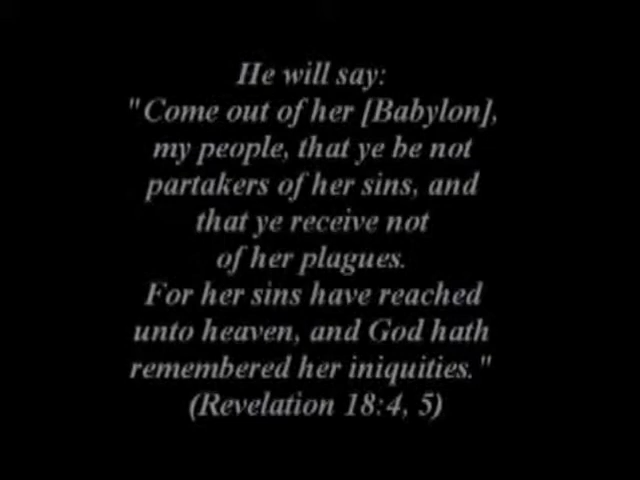 He will say:
"Come out of her [Babylon],
my people, that ye be not
partakers of her sins, and
that ye receive not
of her plagues.
For her sins have reached
unto heaven, and God hath
remembered her iniquities."
(Revelation 18:4, 5)